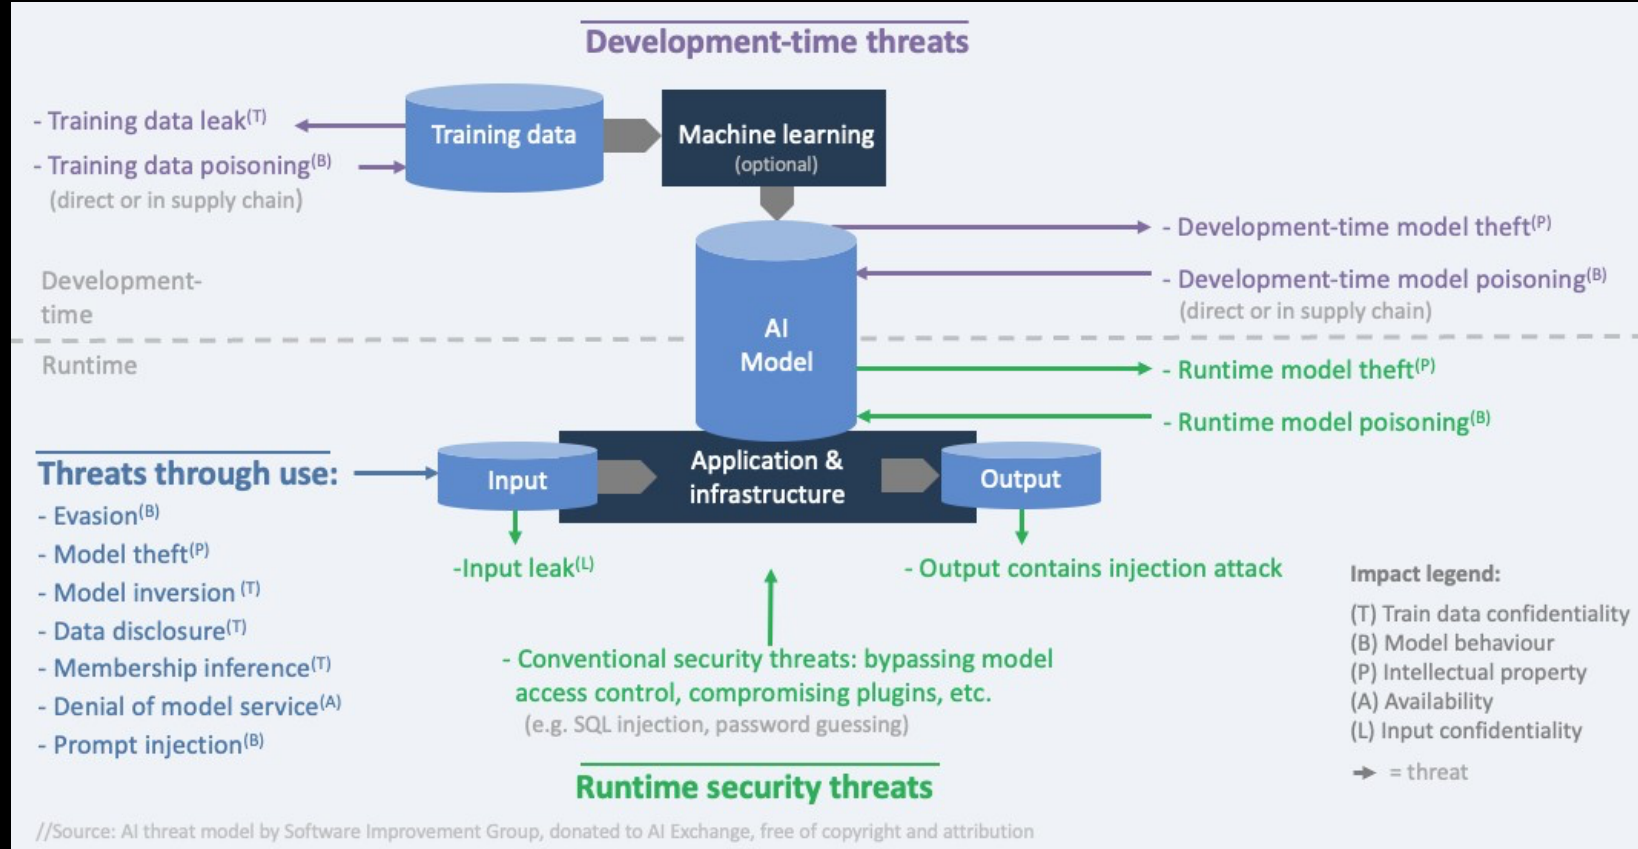 Development-time threats
- Training data leak(T)
- Training data poisoning(B)
(direct or in supply chain)
Training data
Machine learning
(optional)
- Development-time model theft(P)
- Development-time model poisoning(B)
(direct or in supply chain)
Development-
time
AI
Model
Runtime
- Runtime model theft(P)
- Runtime model poisoning(B)
Threats through use:
- Evasion(B)
- Model theft(P)
- Model inversion (T)
- Data disclosure(T)
- Membership inference(T)
- Denial of model service(A)
- Prompt injection(B)
Input
Application &
infrastructure
Output
-Input leak(L)
- Output contains injection attack
- Conventional security threats: bypassing model
access control, compromising plugins, etc.
(e.g. SQL injection, password guessing)
Runtime security threats
Impact legend:
(T) Train data confidentiality
(B) Model behaviour
(P) Intellectual property
(A) Availability
(L) Input confidentiality
= threat
//Source: AI threat model by Software Improvement Group, donated to AI Exchange, free of copyright and attribution